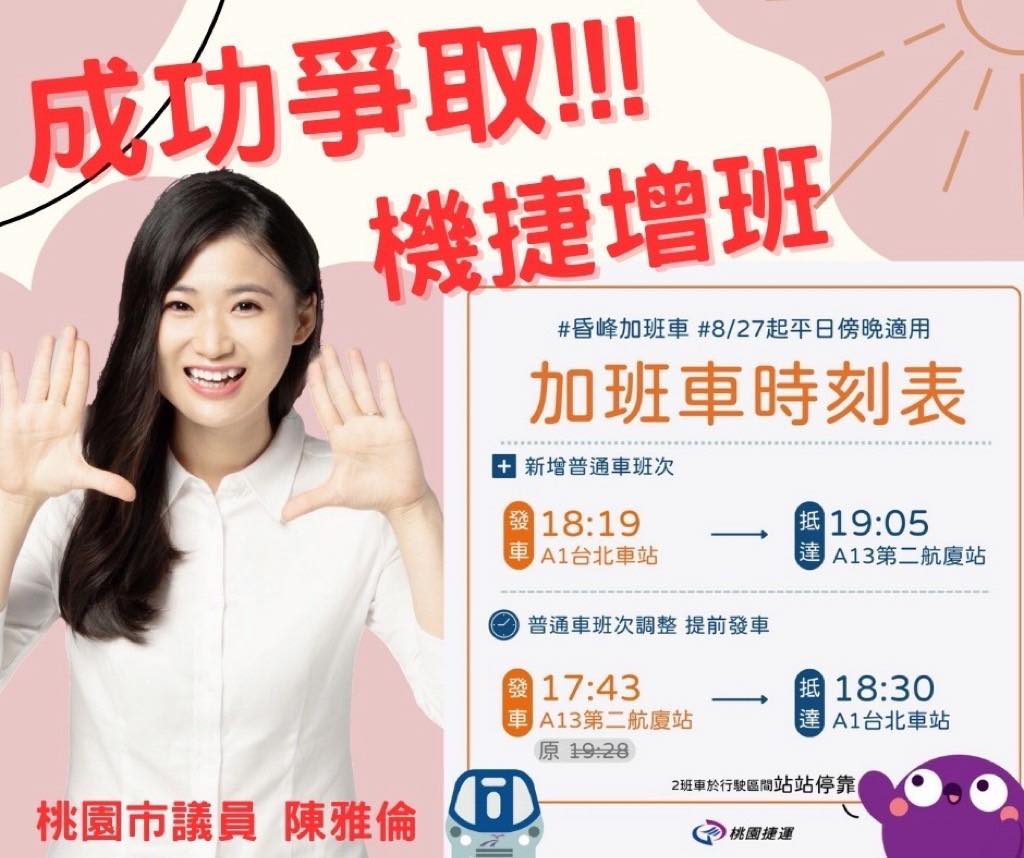 成功爭取!!!
機捷增班
#昏峰加班車 #8/27起平日傍晚適用
加班車時刻表
新增普通車班次
發車 18:19 A1台北車站 → 抵達 19:05 A13第二航廈站
普通車班次調整 提前發車
發車 17:43 A13第二航廈站 → 抵達 18:30 A1台北車站
原 19:28
2班車於行駛區間站站停靠
桃園市議員 陳雅倫
桃園捷運